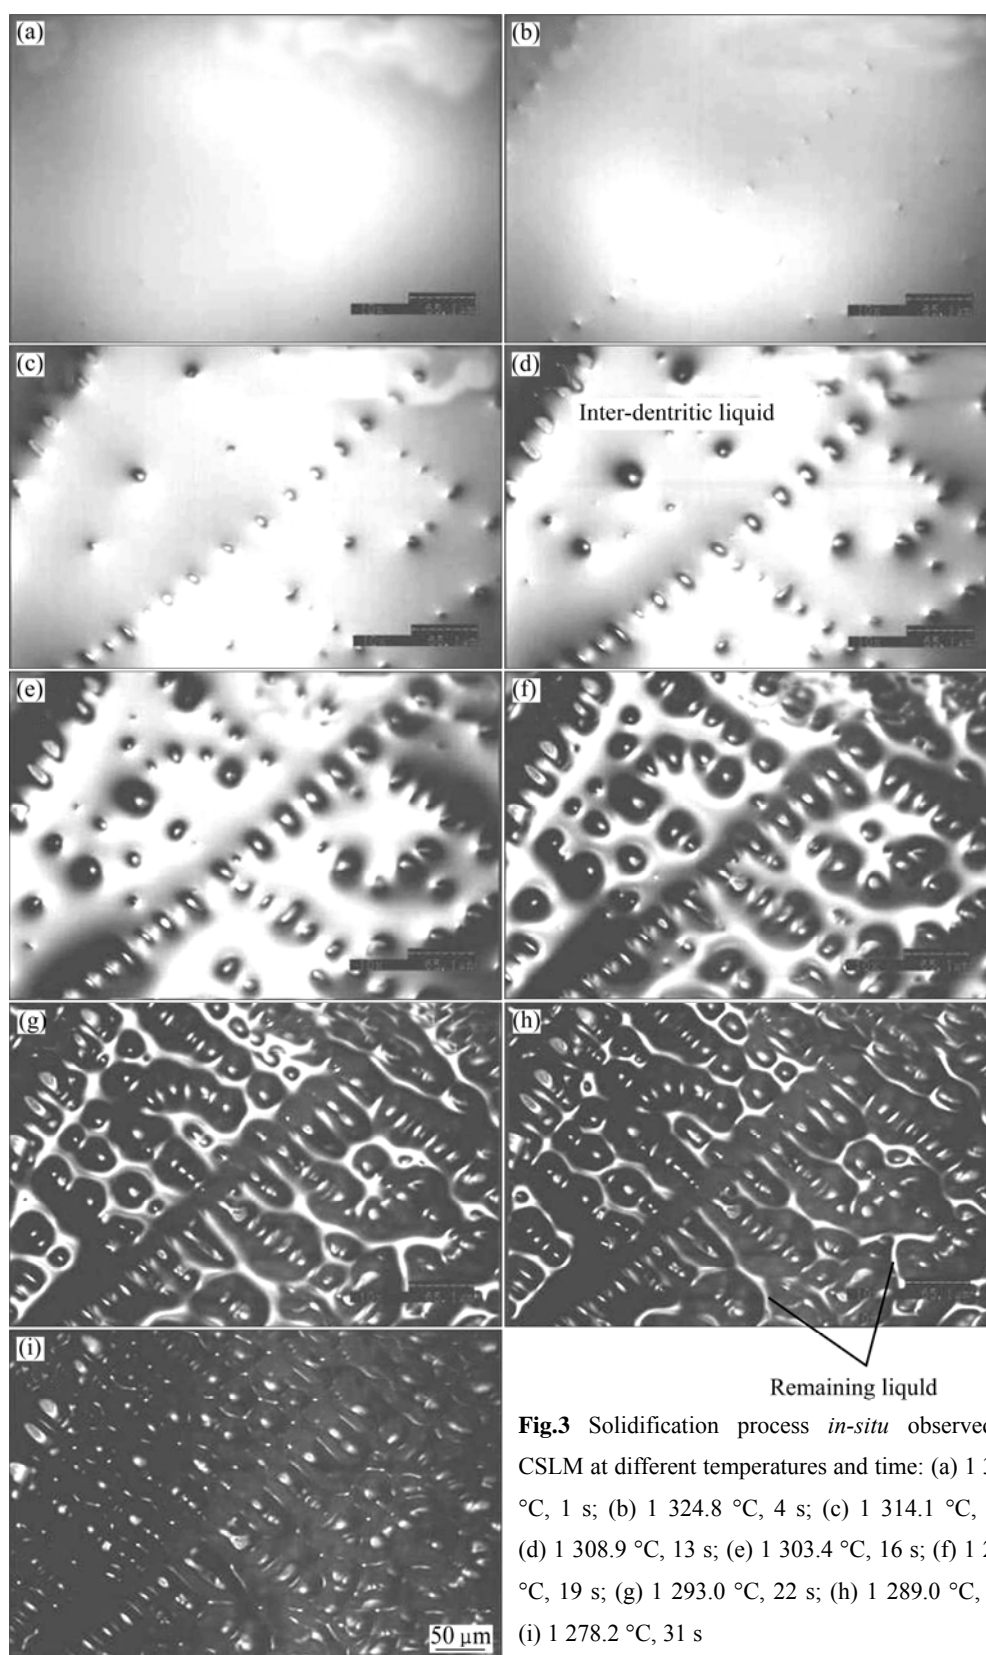 (a)
(b)
(c)
(d)
Inter-dentritic liquid
(e)
(f)
(g)
(h)
(i)
Remaining liquld
50 µm
Fig.3 Solidification process in-situ observed
CSLM at different temperatures and time: (a) 1
°C, 1 s; (b) 1 324.8 °C, 4 s; (c) 1 314.1 °C,
(d) 1 308.9 °C, 13 s; (e) 1 303.4 °C, 16 s; (f) 1
°C, 19 s; (g) 1 293.0 °C, 22 s; (h) 1 289.0 °C,
(i) 1 278.2 °C, 31 s